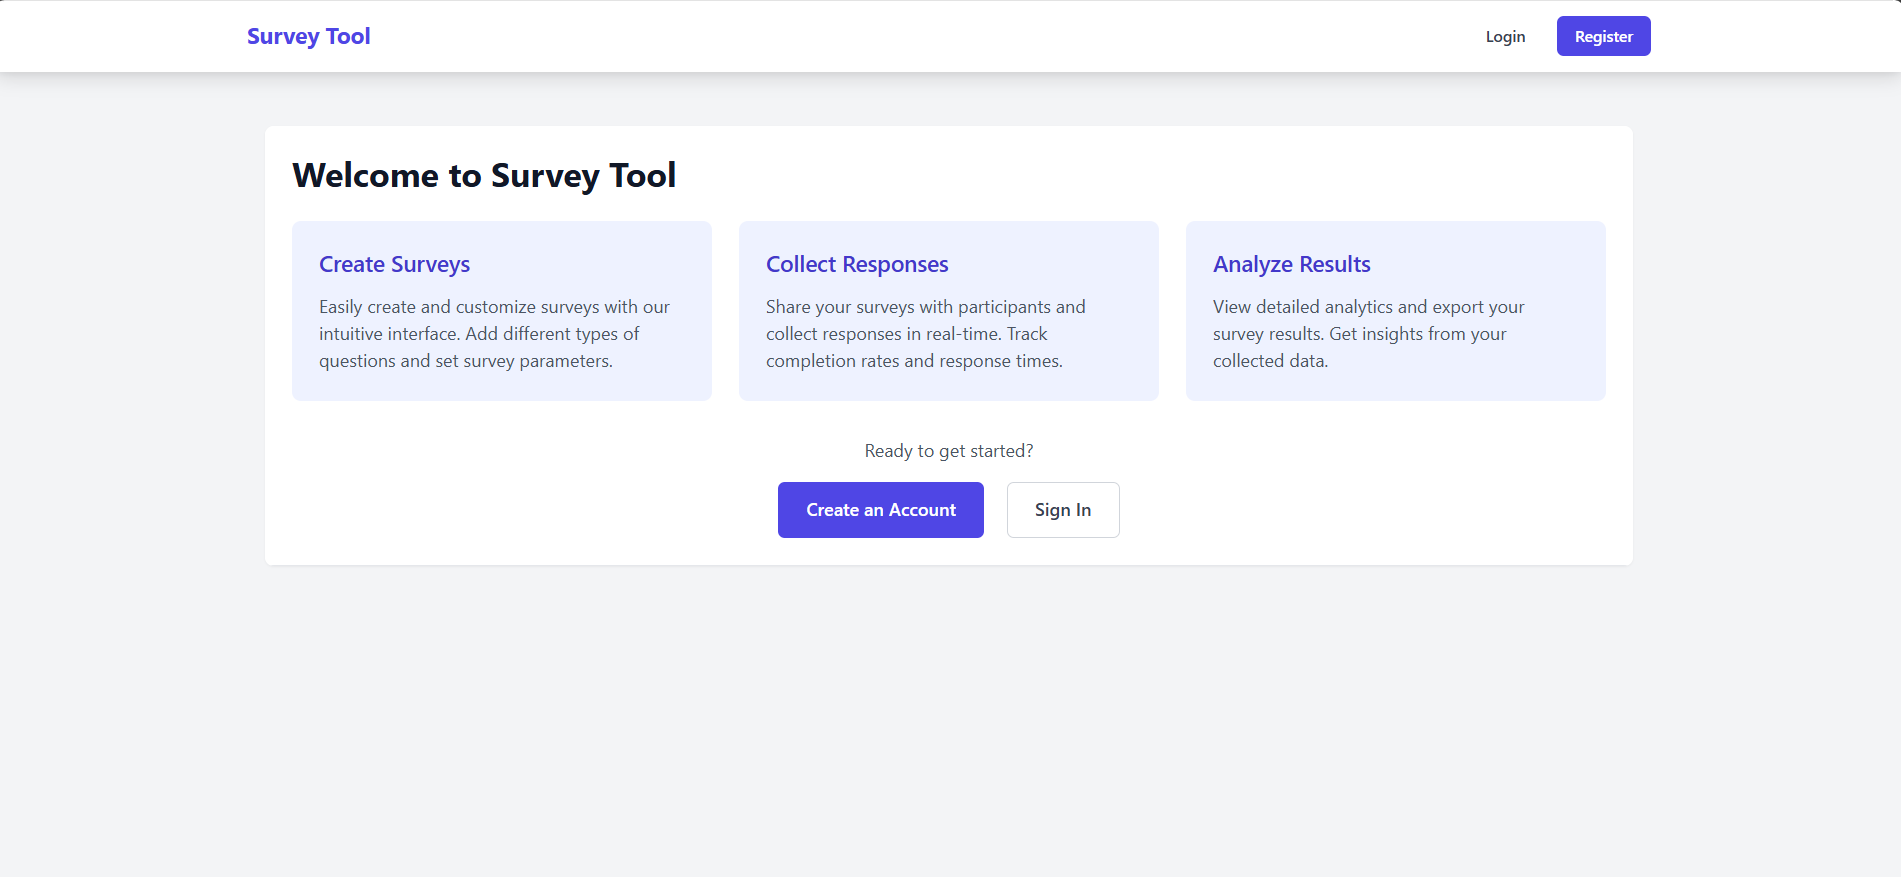 Survey Tool
Login
Register
Welcome to Survey Tool
Create Surveys
Easily create and customize surveys with our
intuitive interface. Add different types of
questions and set survey parameters.
Collect Responses
Share your surveys with participants and
collect responses in real-time. Track
completion rates and response times.
Analyze Results
View detailed analytics and export your
survey results. Get insights from your
collected data.
Ready to get started?
Create an Account
Sign In